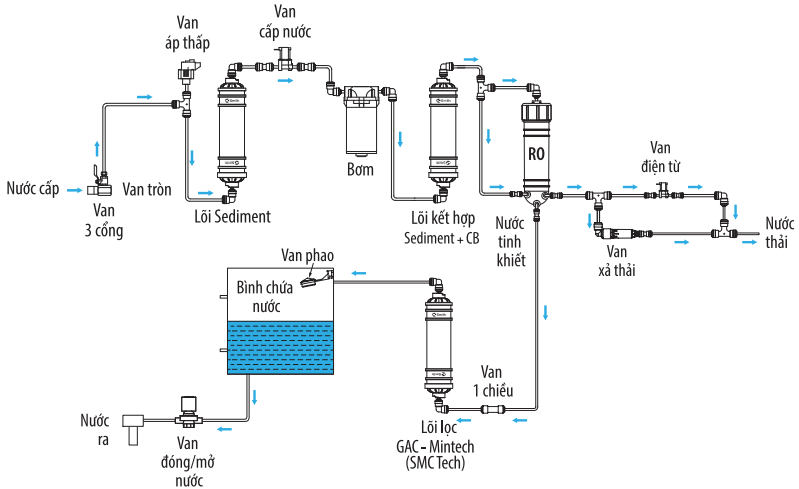 Van
áp thấp
Van
cấp nước
Nước cấp
Van tròn
Van
3 cổng
Lõi Sediment
Bơm
Lõi kết hợp
Sediment + CB
RO
Nước
tinh
khiết
Van
điện từ
Van
xả thải
Nước
thải
Van phao
Bình chứa
nước
Van
1 chiều
Lõi lọc
GAC - Mintech
(SMC Tech)
Nước
ra
Van
đóng/mở
nước